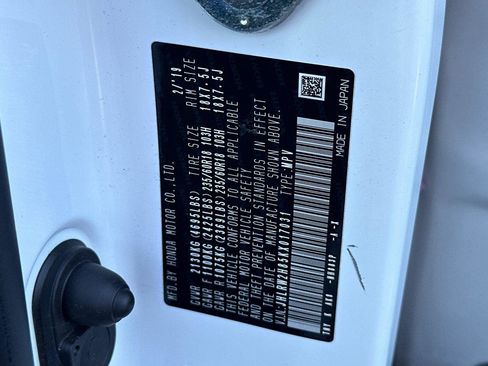 MFD.BY HONDA MOTOR CO.,LTD. 2/'19
GVWR 2130KG(4695LBS) TIRE SIZE RIM SIZE
GAWR F 1100KG(2425LBS) 235/60R18 103H 18X7.5J
GAWR R 1075KG(2369LBS) 235/60R18 103H 18X7.5J
THIS VEHICLE CONFORMS TO ALL APPLICABLE
FEDERAL MOTOR VEHICLE SAFETY
AND THEFT PREVENTION STANDARDS IN EFFECT
ON THE DATE OF MANUFACTURE SHOWN ABOVE.
TYPE:MPV
MADE IN JAPAN